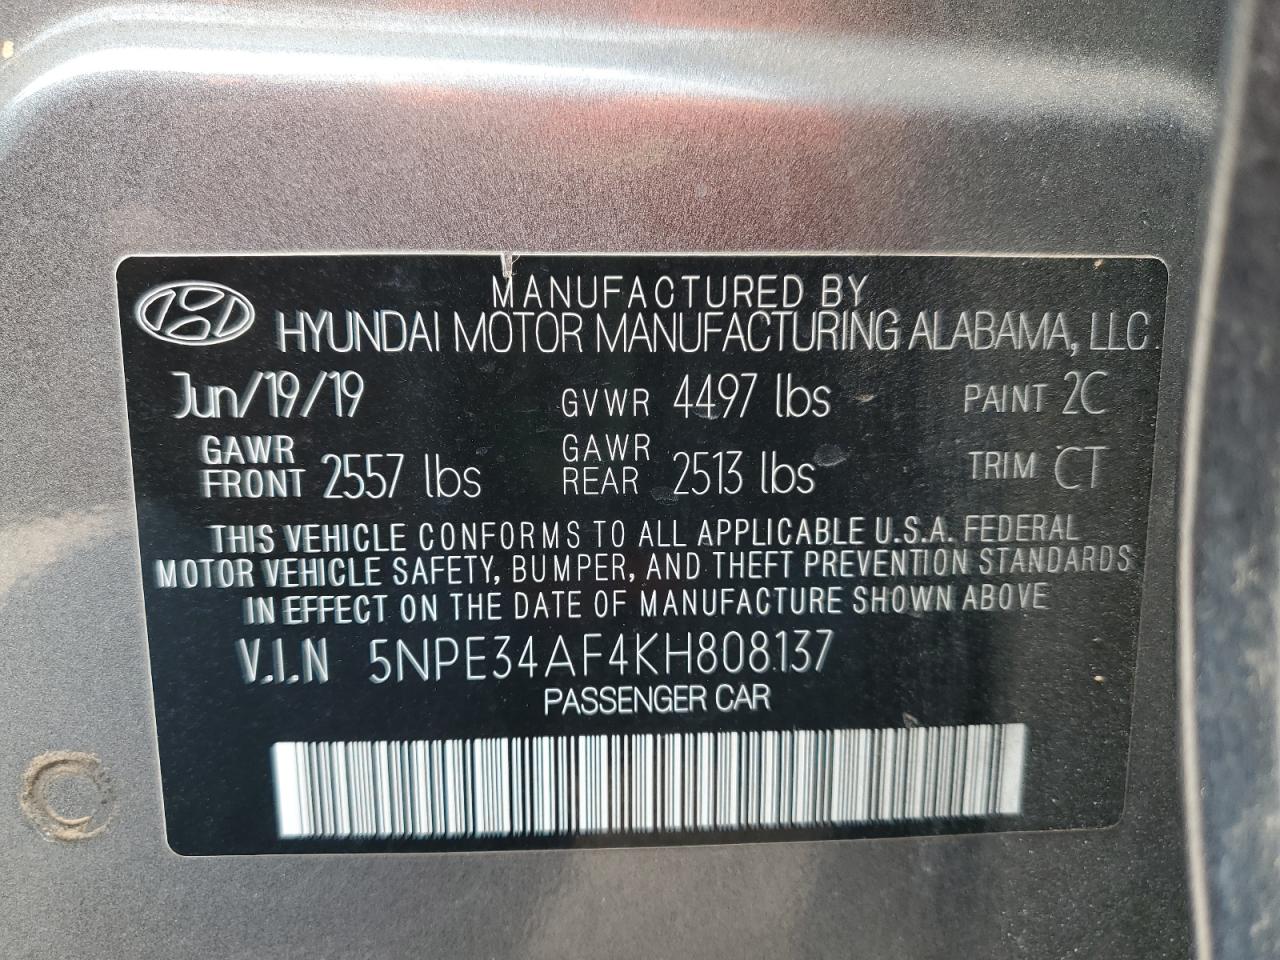 MANUFACTURED BY
HYUNDAI MOTOR MANUFACTURING ALABAMA, LLC
Jun/19/19 GVWR 4497 lbs PAINT 2C
GAWR FRONT 2557 lbs GAWR REAR 2513 lbs TRIM CT
THIS VEHICLE CONFORMS TO ALL APPLICABLE U.S.A. FEDERAL
MOTOR VEHICLE SAFETY, BUMPER, AND THEFT PREVENTION STANDARDS
IN EFFECT ON THE DATE OF MANUFACTURE SHOWN ABOVE
V.I.N 5NPE34AF4KH808137
PASSENGER CAR